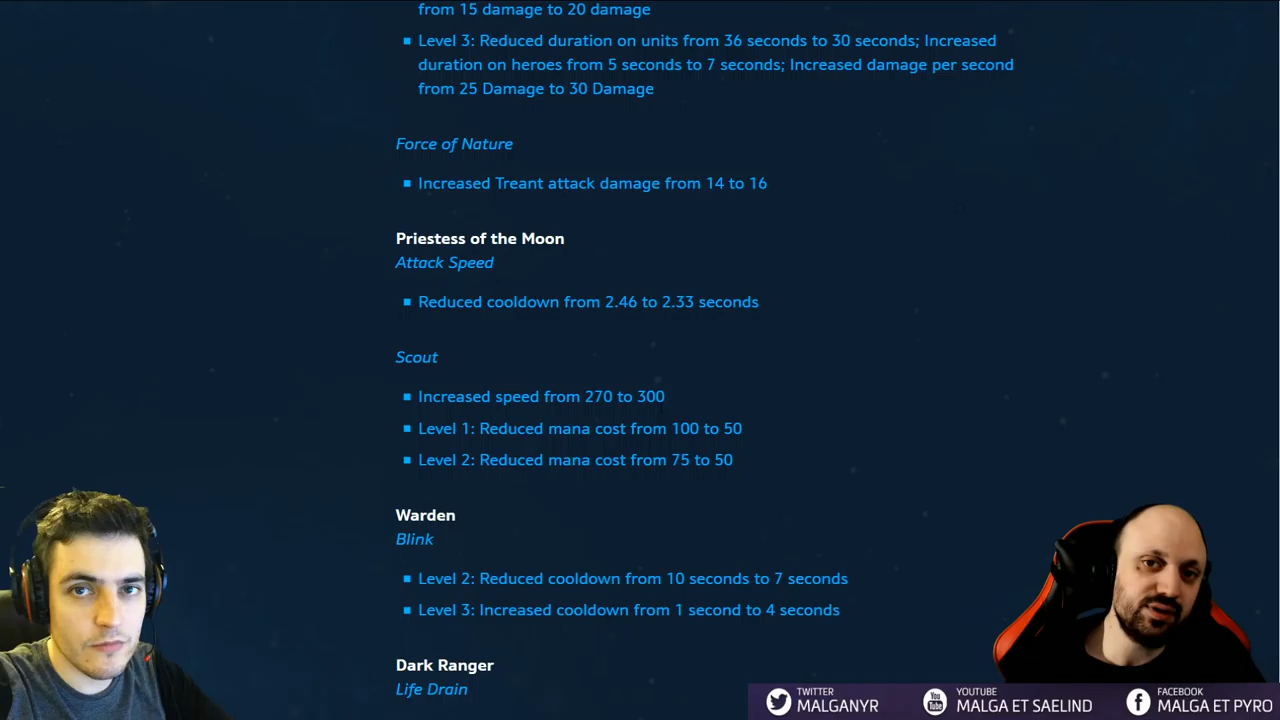 from 15 damage to 20 damage
▪ Level 3: Reduced duration on units from 36 seconds to 30 seconds; Increased
duration on heroes from 5 seconds to 7 seconds; Increased damage per second
from 25 Damage to 30 Damage
Force of Nature
▪ Increased Treant attack damage from 14 to 16
Priestess of the Moon
Attack Speed
▪ Reduced cooldown from 2.46 to 2.33 seconds
Scout
▪ Increased speed from 270 to 300
▪ Level 1: Reduced mana cost from 100 to 50
▪ Level 2: Reduced mana cost from 75 to 50
Warden
Blink
▪ Level 2: Reduced cooldown from 10 seconds to 7 seconds
▪ Level 3: Increased cooldown from 1 second to 4 seconds
Dark Ranger
Life Drain
TWITTER
MALGANYR
You Tube
YOUTUBE
MALGA ET SAELIND
FACEBOOK
MALGA ET PYRO